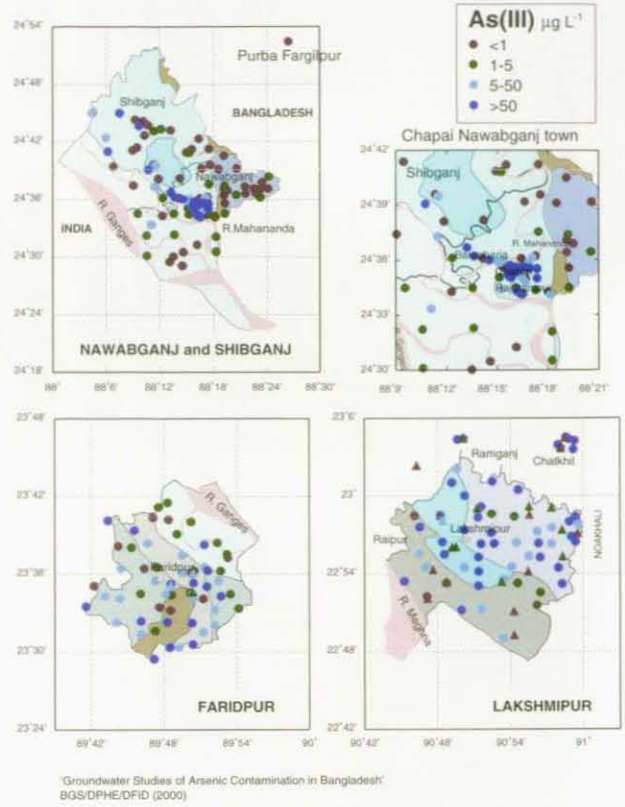 As(III) µg L⁻¹
<1
1-5
5-50
>50
24°54'
24°48'
24°42'
24°36'
24°30'
24°24'
24°18'
Purba Fargilpur
Shibganj
BANGLADESH
Nawabganj
R. Ganges
INDIA
R.Mahananda
NAWABGANJ and SHIBGANJ
88°
88°6'
88°12'
88°18'
88°24'
88°30'
Chapai Nawabganj town
24°42'
24°39'
24°36'
24°33'
24°30'
Shibganj
R. Mahananda
R. Ganges
88°9'
88°12'
88°15'
88°18'
88°21'
23°48'
23°42'
23°36'
23°30'
23°24'
R. Ganges
Faridpur
FARIDPUR
89°42'
89°48'
89°54'
90°
23°6'
23°
22°54'
22°48'
22°42'
Ramganj
Chatkhil
Lakshmipur
Raipur
NOAKHALI
R. Meghna
LAKSHMIPUR
90°42'
90°48'
90°54'
91°
'Groundwater Studies of Arsenic Contamination in Bangladesh'
BGS/DPHE/DFID (2000)